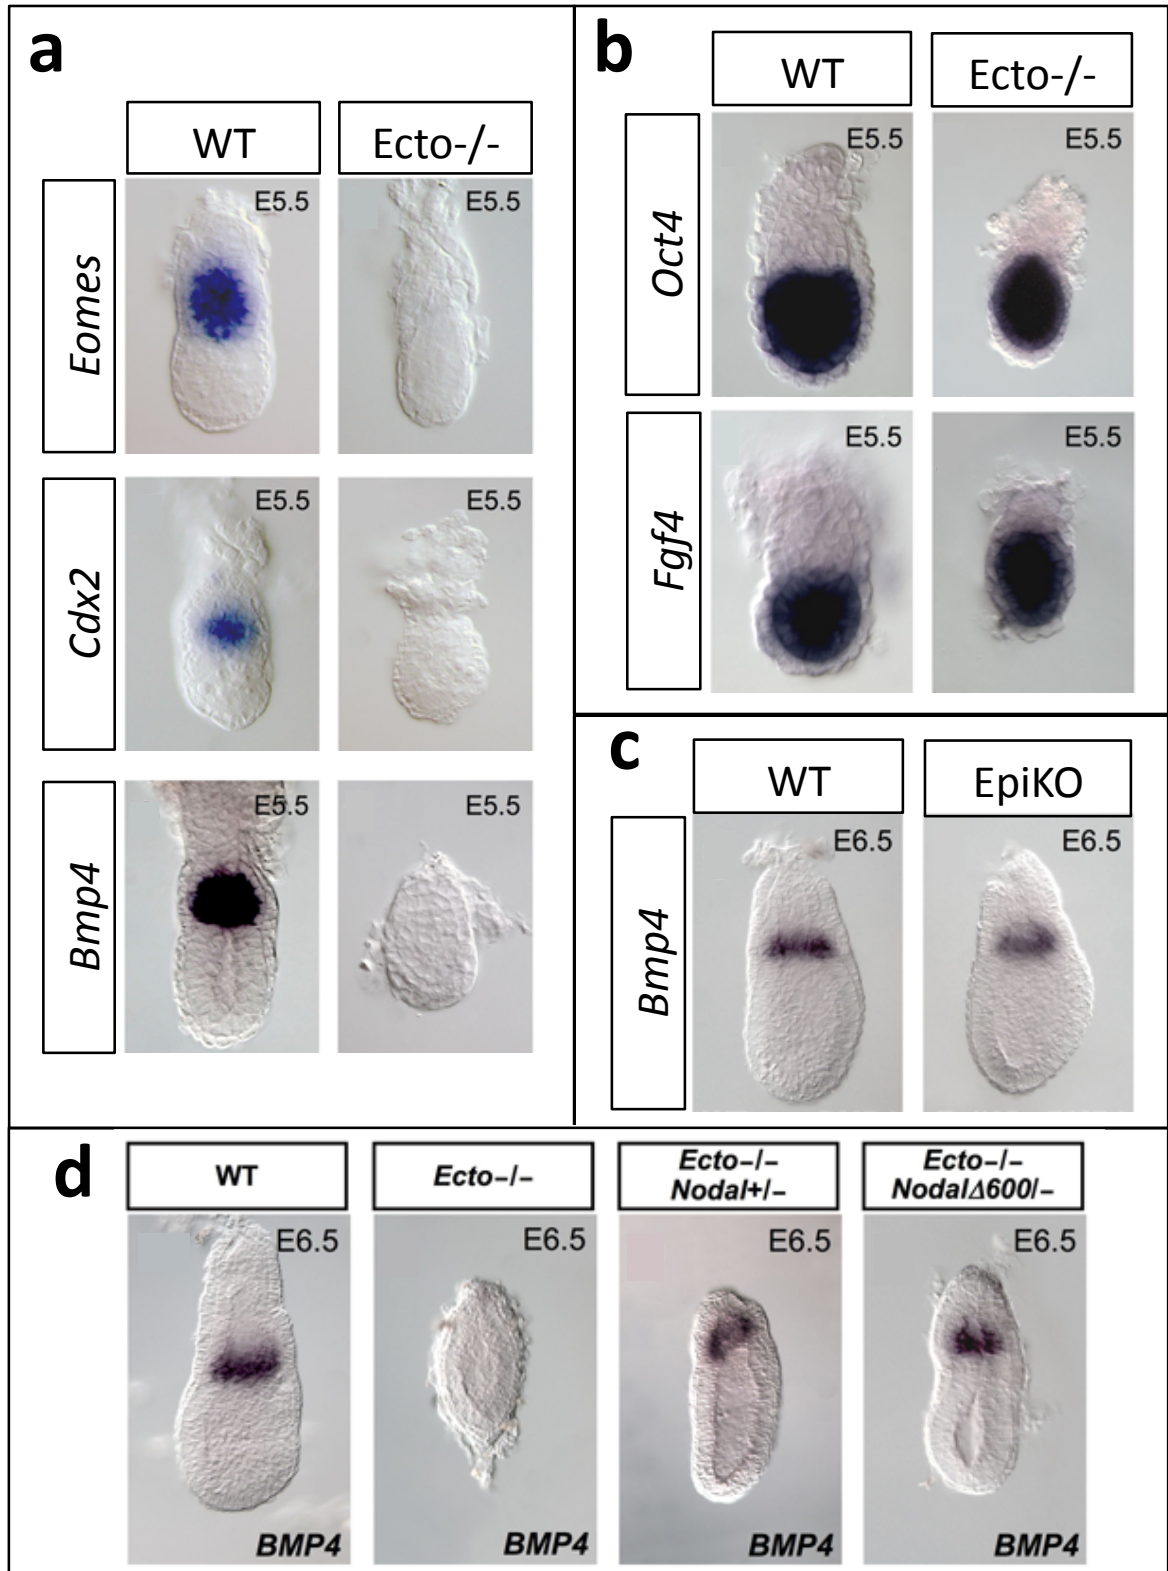 a
WT
Ecto-/-
Eomes
E5.5
E5.5
Cdx2
E5.5
E5.5
Bmp4
E5.5
E5.5
b
WT
Ecto-/-
Oct4
E5.5
E5.5
Fgf4
E5.5
E5.5
c
WT
EpiKO
Bmp4
E6.5
E6.5
d
WT
Ecto–/–
Ecto–/–
Nodal+/–
Ecto–/–
NodalΔ600/–
E6.5
E6.5
E6.5
E6.5
BMP4
BMP4
BMP4
BMP4